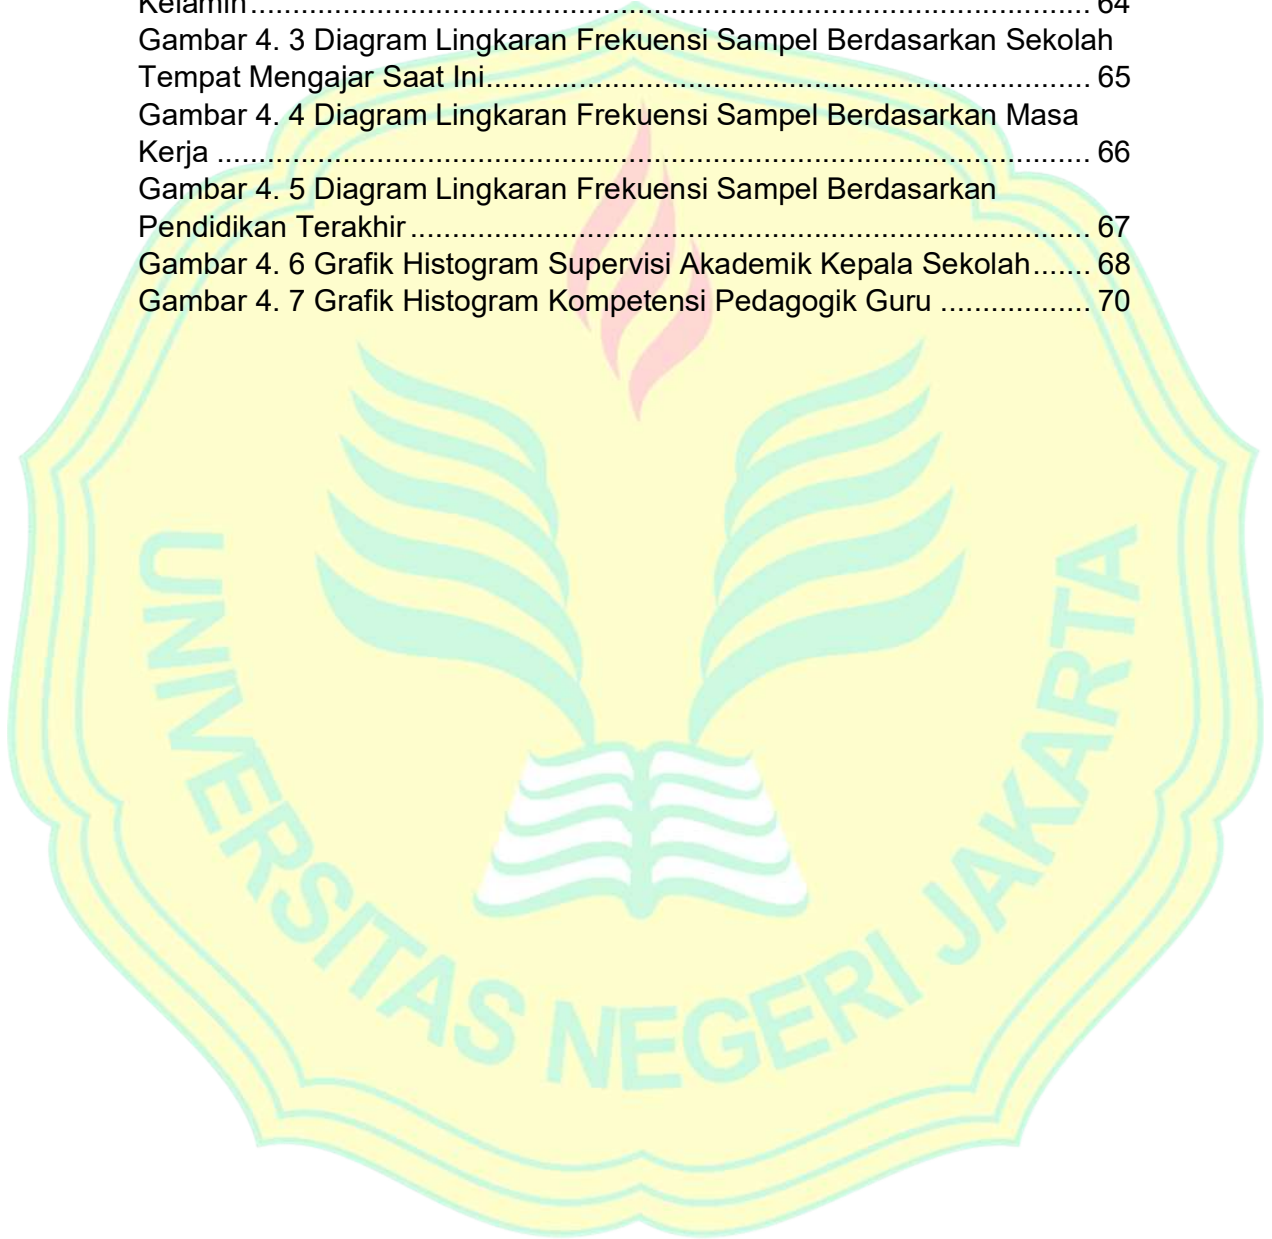 Kelamin........................................................................................................ 64
Gambar 4. 3 Diagram Lingkaran Frekuensi Sampel Berdasarkan Sekolah
Tempat Mengajar Saat Ini.......................................................................... 65
Gambar 4. 4 Diagram Lingkaran Frekuensi Sampel Berdasarkan Masa
Kerja ........................................................................................................... 66
Gambar 4. 5 Diagram Lingkaran Frekuensi Sampel Berdasarkan
Pendidikan Terakhir ................................................................................... 67
Gambar 4. 6 Grafik Histogram Supervisi Akademik Kepala Sekolah....... 68
Gambar 4. 7 Grafik Histogram Kompetensi Pedagogik Guru .................. 70
UNIVERSITAS NEGERI JAKARTA